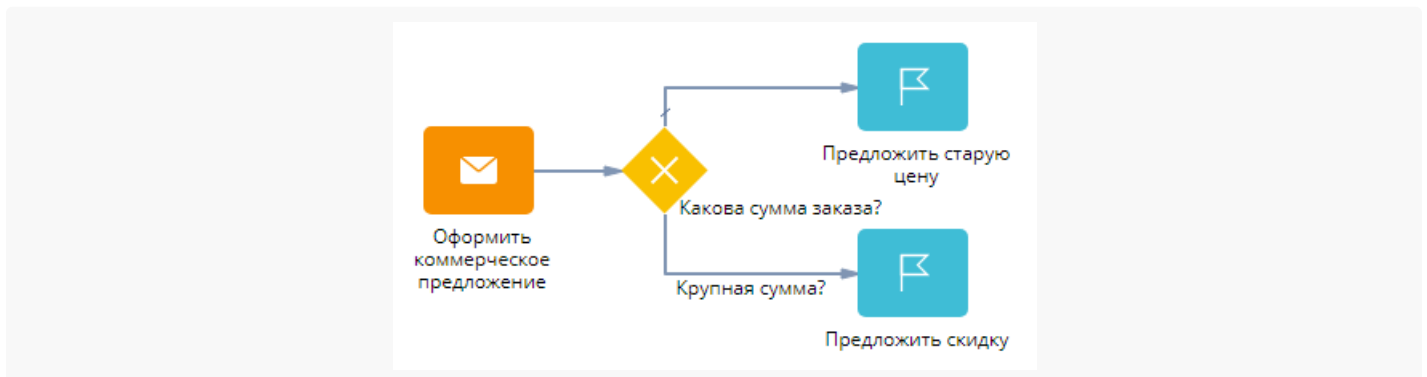 Предложить старую
цену
Какова сумма заказа?
Оформить
коммерческое
предложение
Крупная сумма?
Предложить скидку